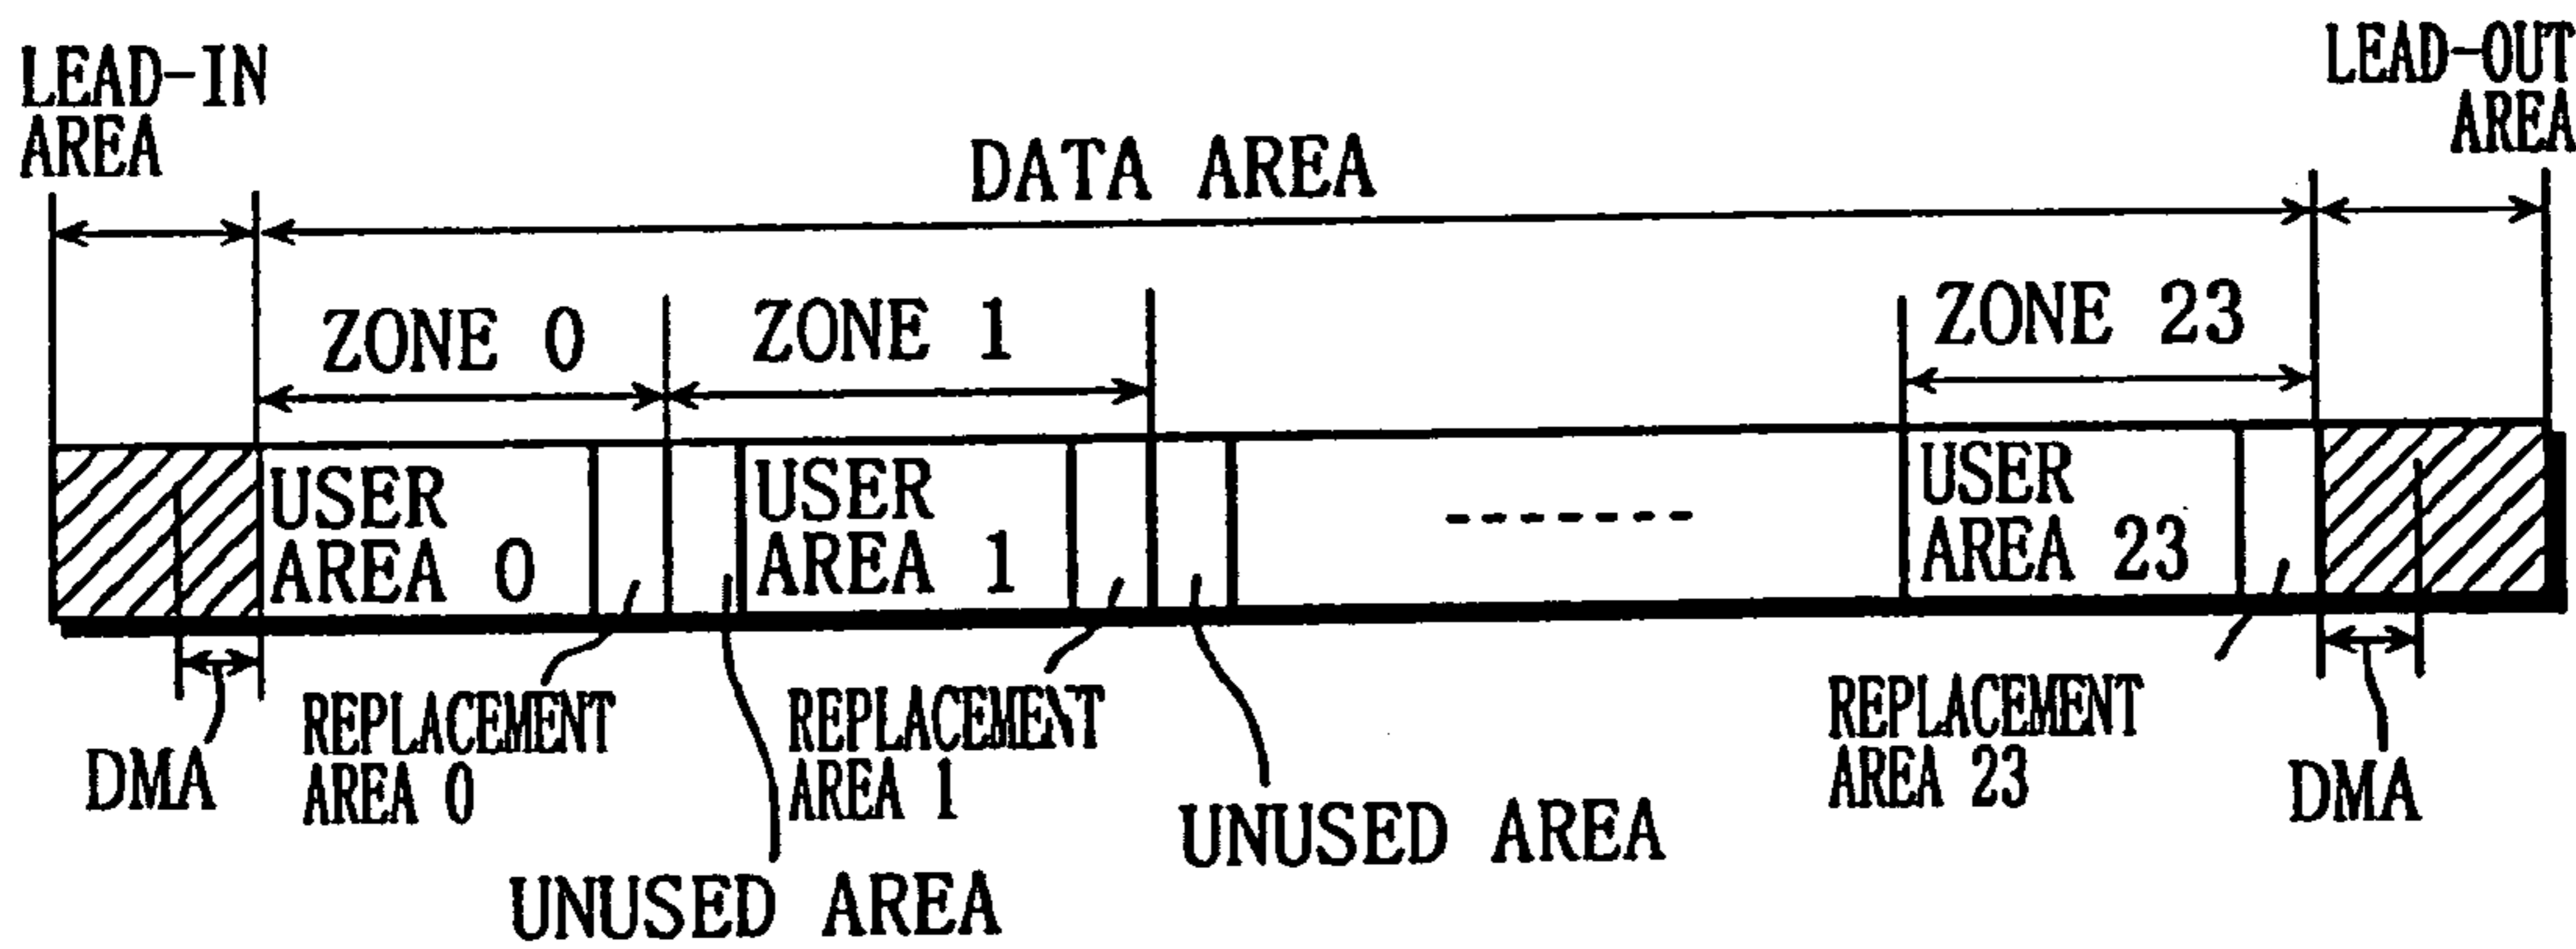 LEAD-IN
AREA
LEAD-OUT
AREA
DATA AREA
ZONE 0
ZONE 1
ZONE 23
USER
AREA 0
USER
AREA 1
USER
AREA 23
DMA
REPLACEMENT
AREA 0
UNUSED AREA
REPLACEMENT
AREA 1
UNUSED AREA
REPLACEMENT
AREA 23
DMA